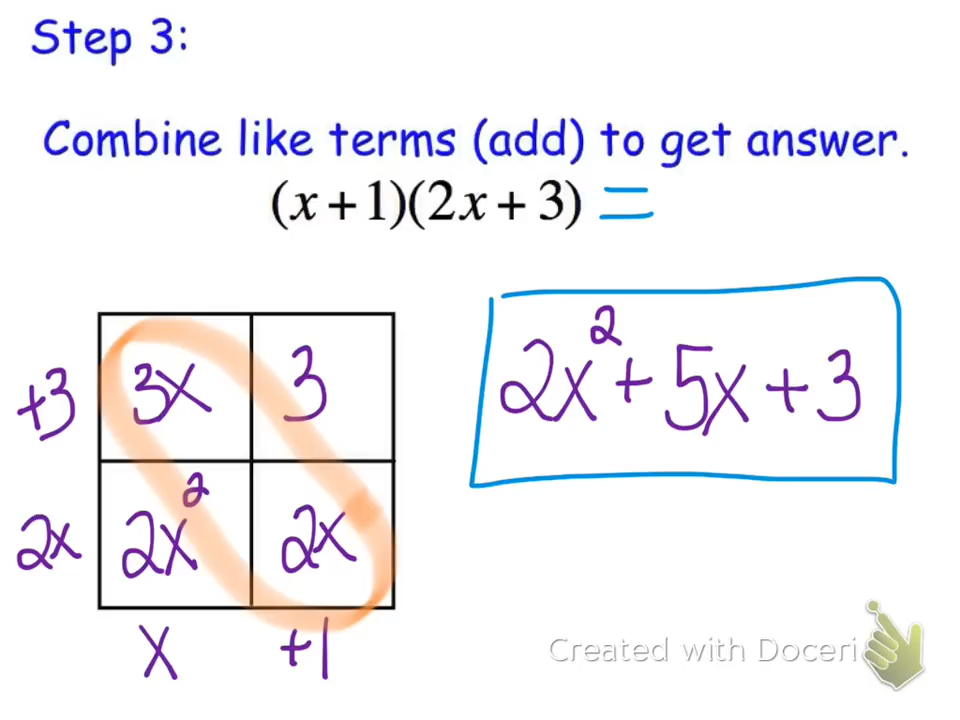 Step 3:
Combine like terms (add) to get answer.
(x+1)(2x+3) =
+3 3x 3
2x² + 5x + 3
2x 2x² 2x
x +1
Created with Doceri